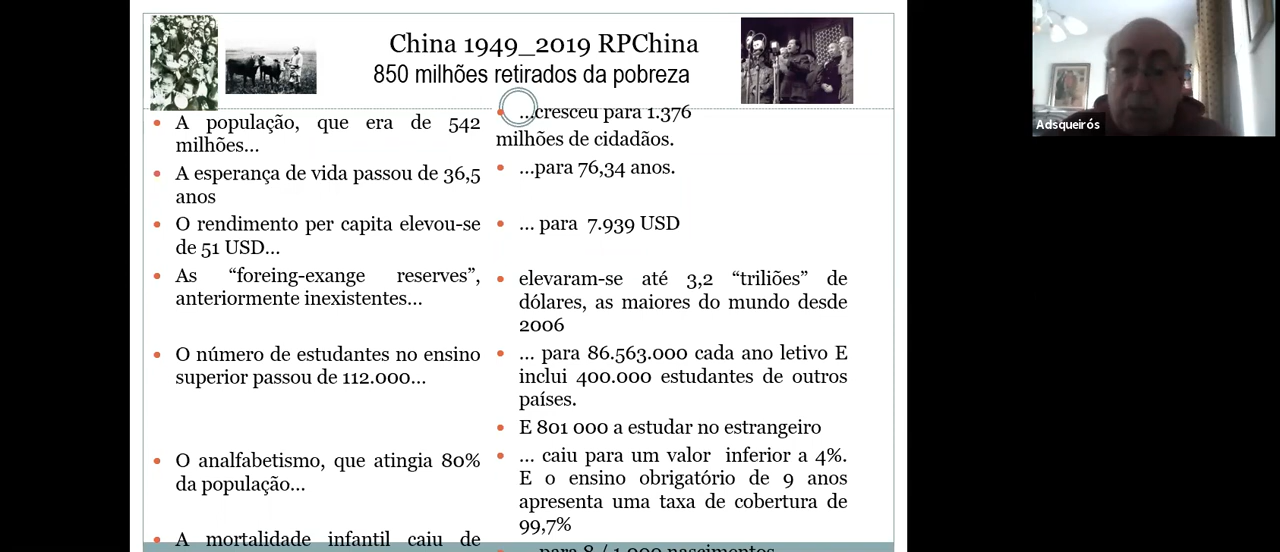 China 1949_2019 RPChina
850 milhões retirados da pobreza
Adsqueirós
A população, que era de 542
milhões...
A esperança de vida passou de 36,5
anos
O rendimento per capita elevou-se
de 51 USD...
As “foreing-exange reserves”,
anteriormente inexistentes...
O número de estudantes no ensino
superior passou de 112.000...
O analfabetismo, que atingia 80%
da população...
A mortalidade infantil caiu de
...cresceu para 1.376
milhões de cidadãos.
...para 76,34 anos.
... para 7.939 USD
elevaram-se até 3,2 “triliões” de
dólares, as maiores do mundo desde
2006
... para 86.563.000 cada ano letivo E
inclui 400.000 estudantes de outros
países.
E 801 000 a estudar no estrangeiro
... caiu para um valor inferior a 4%.
E o ensino obrigatório de 9 anos
apresenta uma taxa de cobertura de
99,7%
para 8 / 1.000 nascimentos